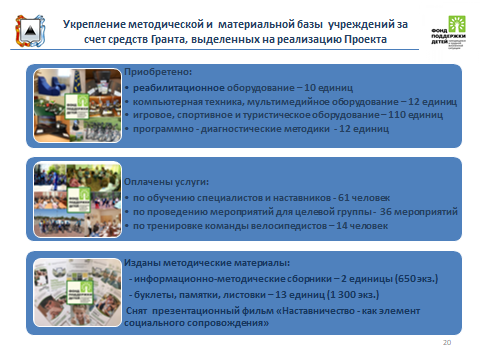 Укрепление методической и материальной базы учреждений за
счет средств Гранта, выделенных на реализацию Проекта
ФОНД
ПОДДЕРЖКИ
ДЕТЕЙ
Приобретено:
• реабилитационное оборудование – 10 единиц
• компьютерная техника, мультимедийное оборудование – 12 единиц
• игровое, спортивное и туристическое оборудование – 110 единиц
• программно - диагностические методики - 12 единиц
Оплачены услуги:
• по обучению специалистов и наставников - 61 человек
• по проведению мероприятий для целевой группы - 36 мероприятий
• по тренировке команды велосипедистов – 14 человек
Изданы методические материалы:
- информационно-методические сборники – 2 единицы (650 экз.)
- буклеты, памятки, листовки – 13 единиц (1 300 экз.)
Снят презентационный фильм «Наставничество - как элемент
социального сопровождения»
20